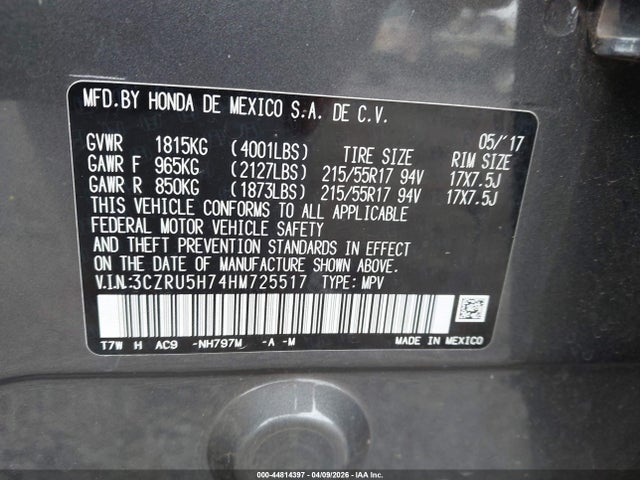 MFD.BY HONDA DE MEXICO S.A. DE C.V.
05/'17
GVWR 1815KG (4001LBS) TIRE SIZE RIM SIZE
GAWR F 965KG (2127LBS) 215/55R17 94V 17X7.5J
GAWR R 850KG (1873LBS) 215/55R17 94V 17X7.5J
THIS VEHICLE CONFORMS TO ALL APPLICABLE
FEDERAL MOTOR VEHICLE SAFETY
AND THEFT PREVENTION STANDARDS IN EFFECT
ON THE DATE OF MANUFACTURE SHOWN ABOVE.
V.I.N:3CZRU5H74HM725517 TYPE: MPV
T7W H AC9 -NH797M -A -M MADE IN MEXICO
000-44814397 | 04/09/2026 | IAA Inc.